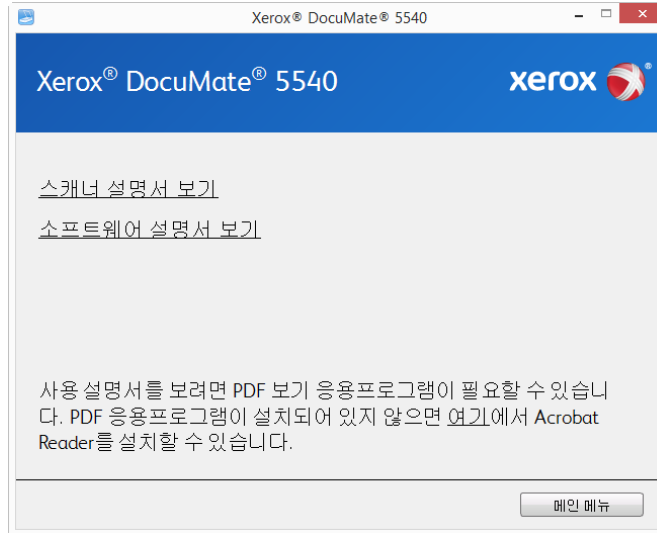 Xerox® DocuMate® 5540
Xerox® DocuMate® 5540
xerox®
스캐너 설명서 보기
소프트웨어 설명서 보기
사용 설명서를 보려면 PDF 보기 응용프로그램이 필요할 수 있습니
다. PDF 응용프로그램이 설치되어 있지 않으면 여기에서 Acrobat
Reader를 설치할 수 있습니다.
메인 메뉴